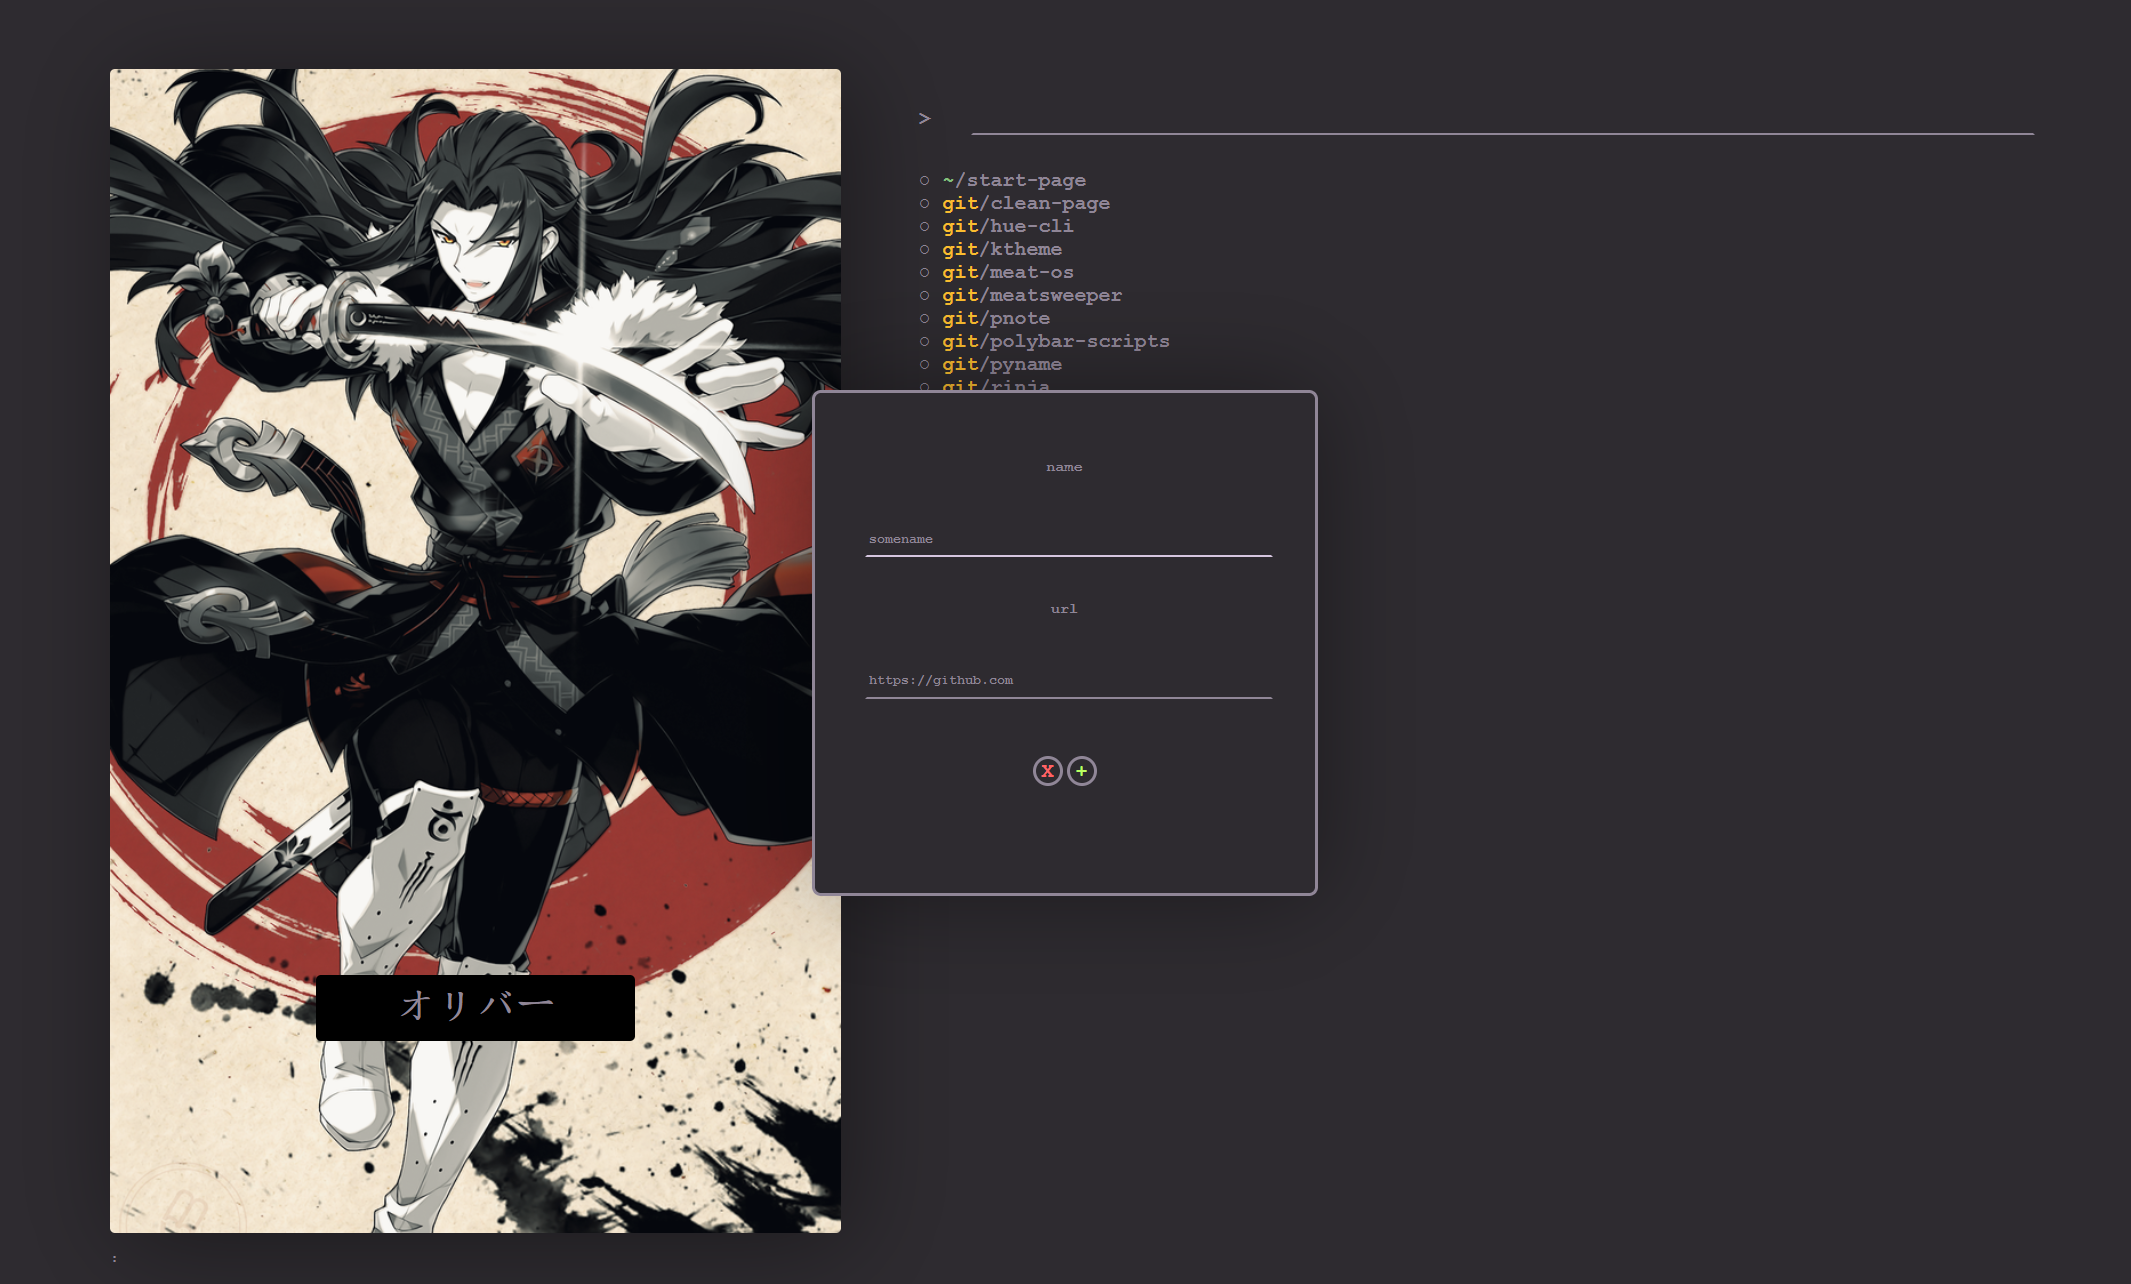 >
~/start-page
git/clean-page
git/hue-cli
git/ktheme
git/meat-os
git/meatsweeper
git/pnote
git/polybar-scripts
git/pyname
git/rinja
name
somename
url
https://github.com
X +
オリバー
: